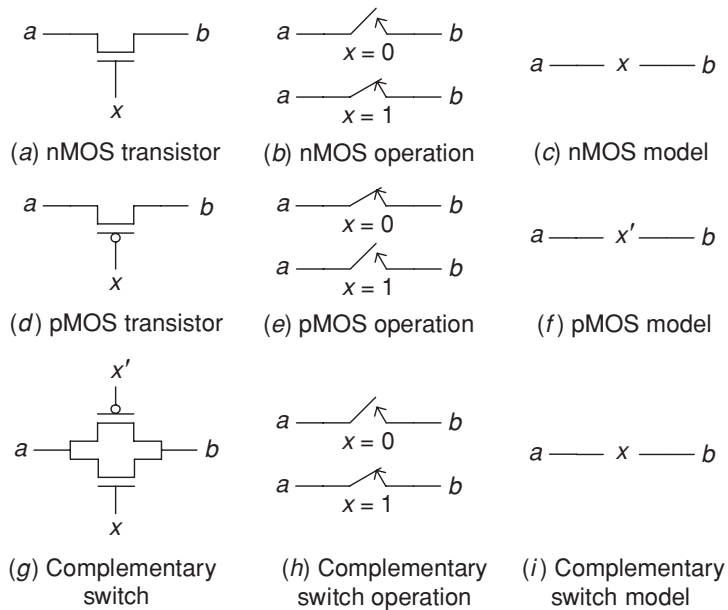 a b a b
x = 0
a x b
x
a b
x = 1
(a) nMOS transistor (b) nMOS operation (c) nMOS model
a b a b
x = 0
a x′ b
x
a b
x = 1
(d) pMOS transistor (e) pMOS operation (f) pMOS model
x′
a b
x = 0
a b a x b
a b
x = 1
x
(g) Complementary switch
(h) Complementary switch operation
(i) Complementary switch model